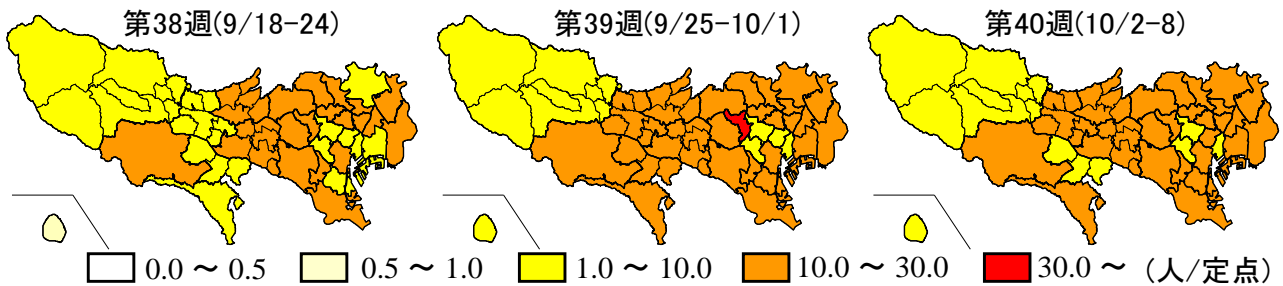 第38週(9/18-24) 第39週(9/25-10/1) 第40週(10/2-8)
0.0 ～ 0.5 0.5 ～ 1.0 1.0 ～ 10.0 10.0 ～ 30.0 30.0 ～ (人/定点)